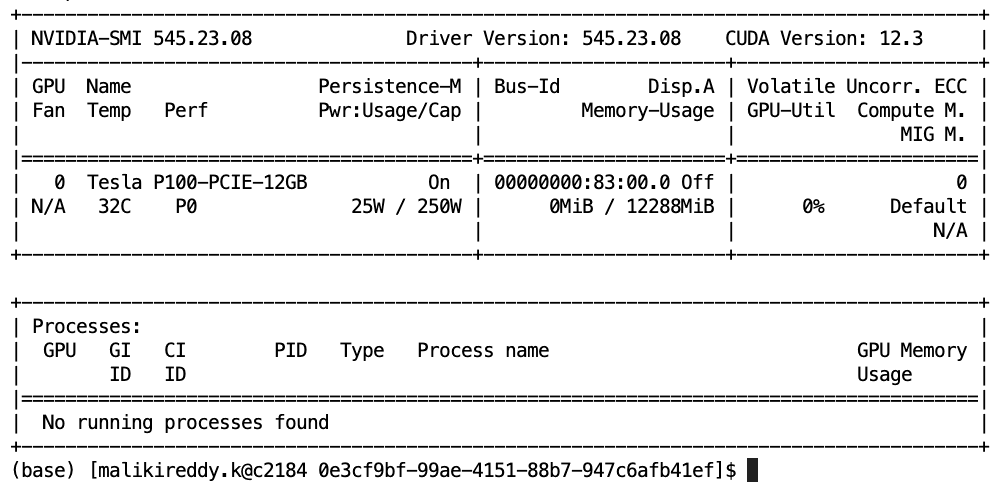 +-----------------------------------------------------------------------------------------+
| NVIDIA-SMI 545.23.08              Driver Version: 545.23.08    CUDA Version: 12.3     |
|-----------------------------------------+----------------------+----------------------+
| GPU  Name                 Persistence-M | Bus-Id        Disp.A | Volatile Uncorr. ECC |
| Fan  Temp   Perf          Pwr:Usage/Cap |         Memory-Usage | GPU-Util  Compute M. |
|                                         |                      |               MIG M. |
|=========================================+======================+======================|
|   0  Tesla P100-PCIE-12GB           On  | 00000000:83:00.0 Off |                    0 |
| N/A   32C    P0              25W / 250W |      0MiB / 12288MiB |      0%      Default |
|                                         |                      |                  N/A |
+-----------------------------------------+----------------------+----------------------+

+---------------------------------------------------------------------------------------+
| Processes:                                                                            |
|  GPU   GI   CI        PID   Type   Process name                            GPU Memory |
|        ID   ID                                                             Usage      |
|=======================================================================================|
|  No running processes found                                                           |
+---------------------------------------------------------------------------------------+
(base) [malikireddy.k@c2184 0e3cf9bf-99ae-4151-88b7-947c6afb41ef]$